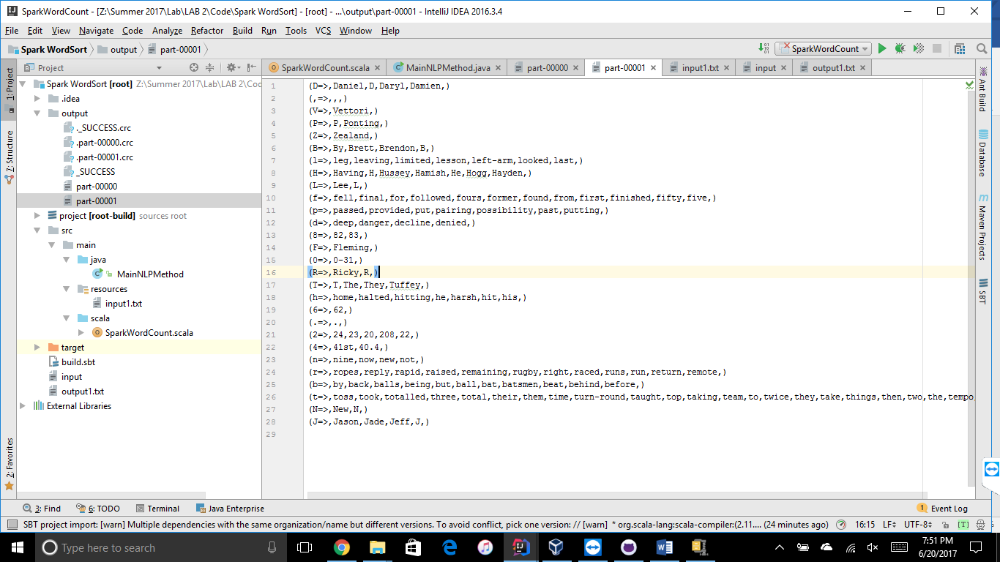 SparkWordCount - [Z:\Summer 2017\Lab\LAB 2\Code\Spark WordSort] - [root] - ...\output\part-00001 - IntelliJ IDEA 2016.3.4
File Edit View Navigate Code Analyze Refactor Build Run Tools VCS Window Help
Spark WordSort output part-00001 SparkWordCount
Project SparkWordCount.scala MainNLPMethod.java part-00000 part-00001 input1.txt input output1.txt
1: Project
7: Structure
2: Favorites
Spark WordSort [root] Z:\Summer 2017\Lab\LAB 2\Cod
.idea
output
._SUCCESS.crc
.part-00000.crc
.part-00001.crc
_SUCCESS
part-00000
part-00001
project [root-build] sources root
src
main
java
MainNLPMethod
resources
input1.txt
scala
SparkWordCount.scala
target
build.sbt
input
output1.txt
External Libraries
1 (D=>,Daniel,D,Daryl,Damien,)
2 (,=>,,,)
3 (V=>,Vettori,)
4 (P=>,P,Ponting,)
5 (Z=>,Zealand,)
6 (B=>,By,Brett,Brendon,B,)
7 (l=>,leg,leaving,limited,lesson,left-arm,looked,last,)
8 (H=>,Having,H,Hussey,Hamish,He,Hogg,Hayden,)
9 (L=>,Lee,L,)
10 (f=>,fell,final,for,followed,fours,former,found,from,first,finished,fifty,five,)
11 (p=>,passed,provided,put,pairing,possibility,past,putting,)
12 (d=>,deep,danger,decline,denied,)
13 (8=>,82,83,)
14 (F=>,Fleming,)
15 (0=>,0-31,)
16 (R=>,Ricky,R,)
17 (T=>,T,The,They,Tuffey,)
18 (h=>,home,halted,hitting,he,harsh,hit,his,)
19 (6=>,62,)
20 (.=>,.,)
21 (2=>,24,23,20,208,22,)
22 (4=>,41st,40.4,)
23 (n=>,nine,now,new,not,)
24 (r=>,ropes,reply,rapid,raised,remaining,rugby,right,raced,runs,run,return,remote,)
25 (b=>,by,back,balls,being,but,ball,bat,batsmen,beat,behind,before,)
26 (t=>,toss,took,totalled,three,total,their,them,time,turn-round,taught,top,taking,team,to,twice,they,take,things,then,two,the,tempo,
27 (N=>,New,N,)
28 (J=>,Jason,Jade,Jeff,J,)
29
Ant Build
Database
Maven Projects
SBT
3: Find 6: TODO Terminal Java Enterprise 1 Event Log
SBT project import: [warn] Multiple dependencies with the same organization/name but different versions. To avoid conflict, pick one version: // [warn] * org.scala-lang:scala-compiler:(2.11.... (24 minutes ago) 16:15 LF UTF-8 [T]
Type here to search
7:51 PM
6/20/2017